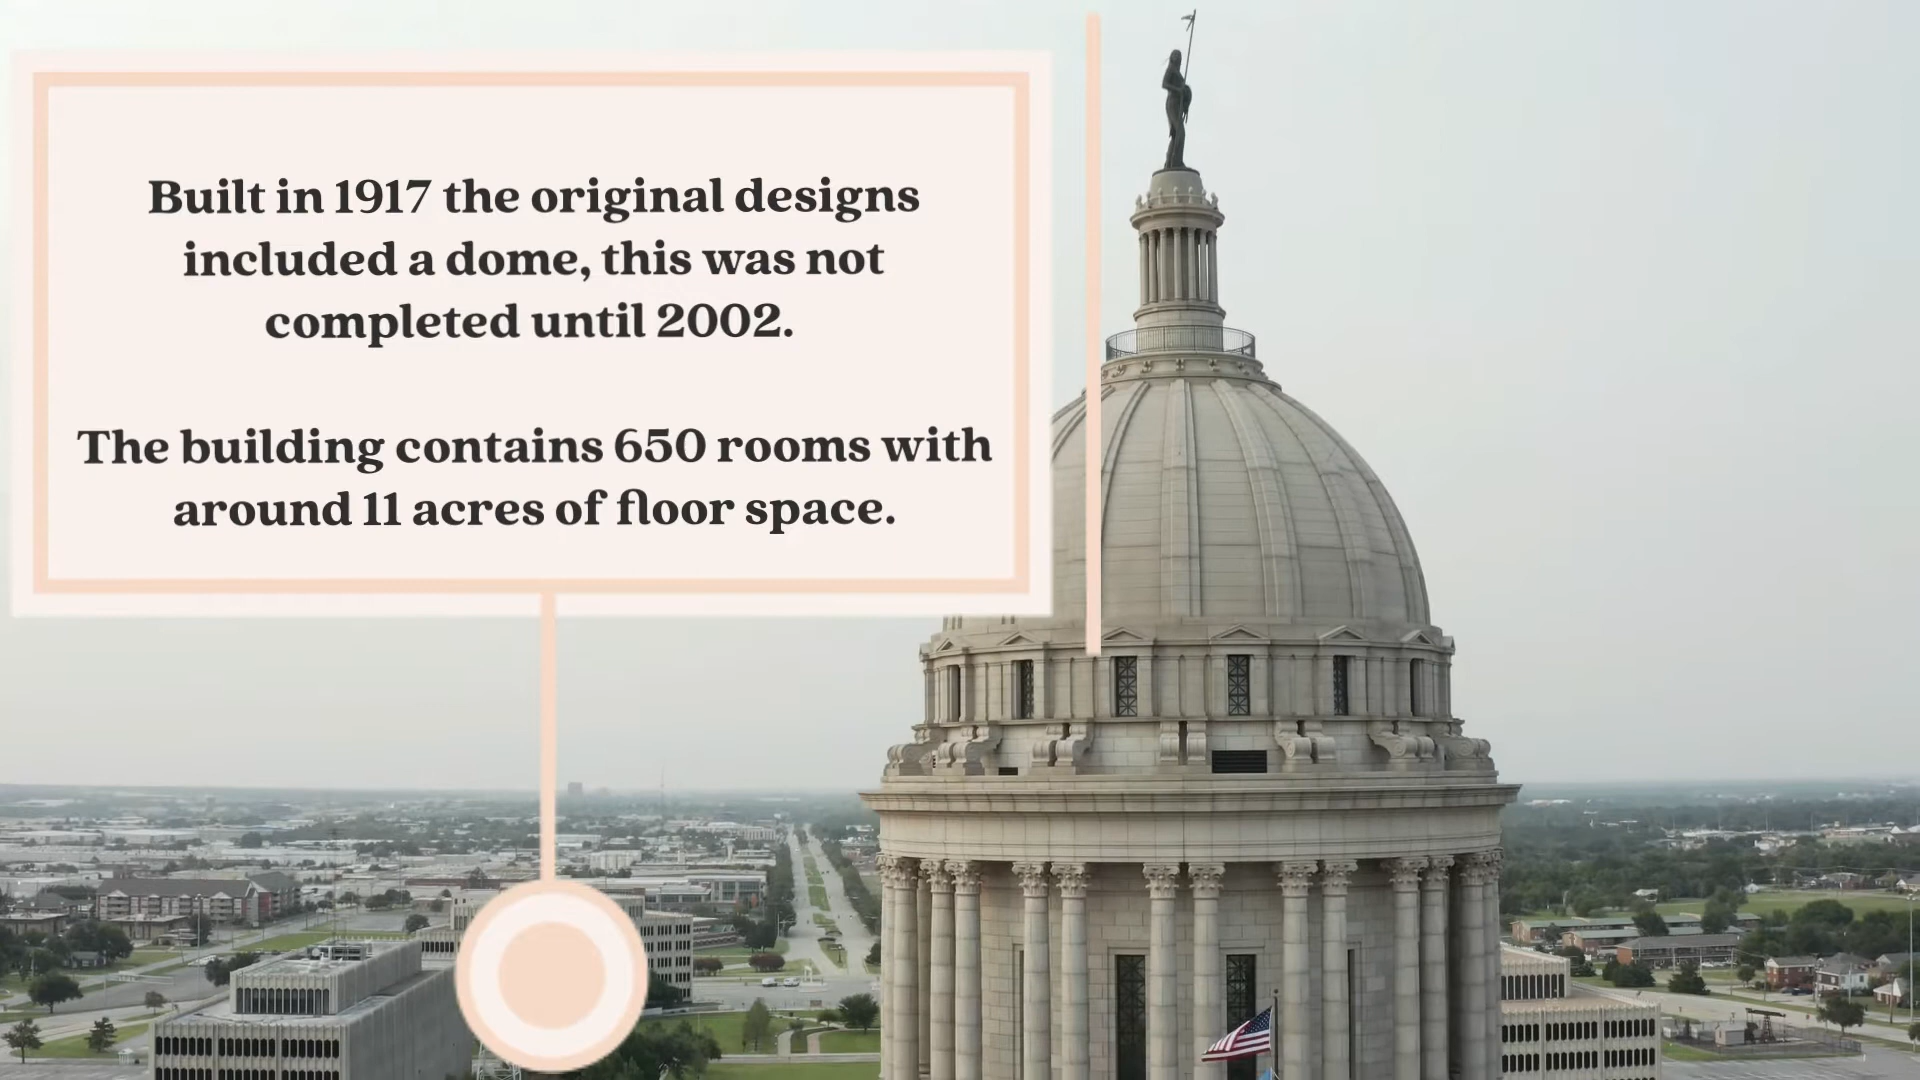 Built in 1917 the original designs
included a dome, this was not
completed until 2002.
The building contains 650 rooms with
around 11 acres of floor space.